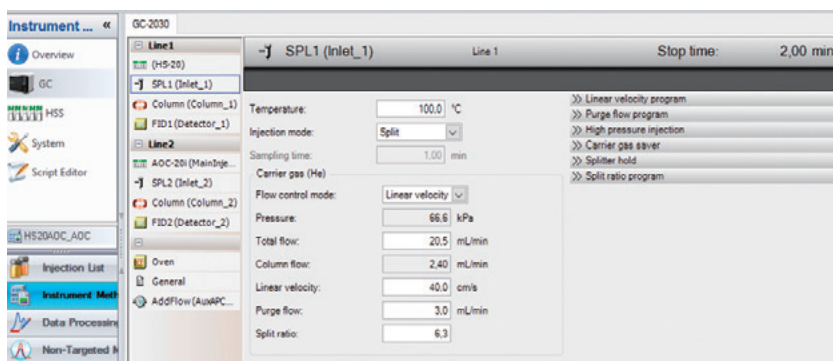 Instrument ... «
Overview
GC
HSS
System
Script Editor
HS20AOC_AOC
Injection List
Instrument Meth
Data Processing
Non-Targeted M
GC-2030
Line1
(HS-20)
SPL1 (Inlet_1)
Column (Column_1)
FID1 (Detector_1)
Line2
AOC-20i (MainInje...
SPL2 (Inlet_2)
Column (Column_2)
FID2 (Detector_2)
Oven
General
AddFlow (AuxAPC...
SPL1 (Inlet_1) Line 1 Stop time: 2,00 min
Temperature: 100,0 °C
Injection mode: Split
Sampling time: 1,00 min
Carrier gas (He)
Flow control mode: Linear velocity
Pressure: 66,6 kPa
Total flow: 20,5 mL/min
Column flow: 2,40 mL/min
Linear velocity: 40,0 cm/s
Purge flow: 3,0 mL/min
Split ratio: 6,3
Linear velocity program
Purge flow program
High pressure injection
Carrier gas saver
Splitter hold
Split ratio program